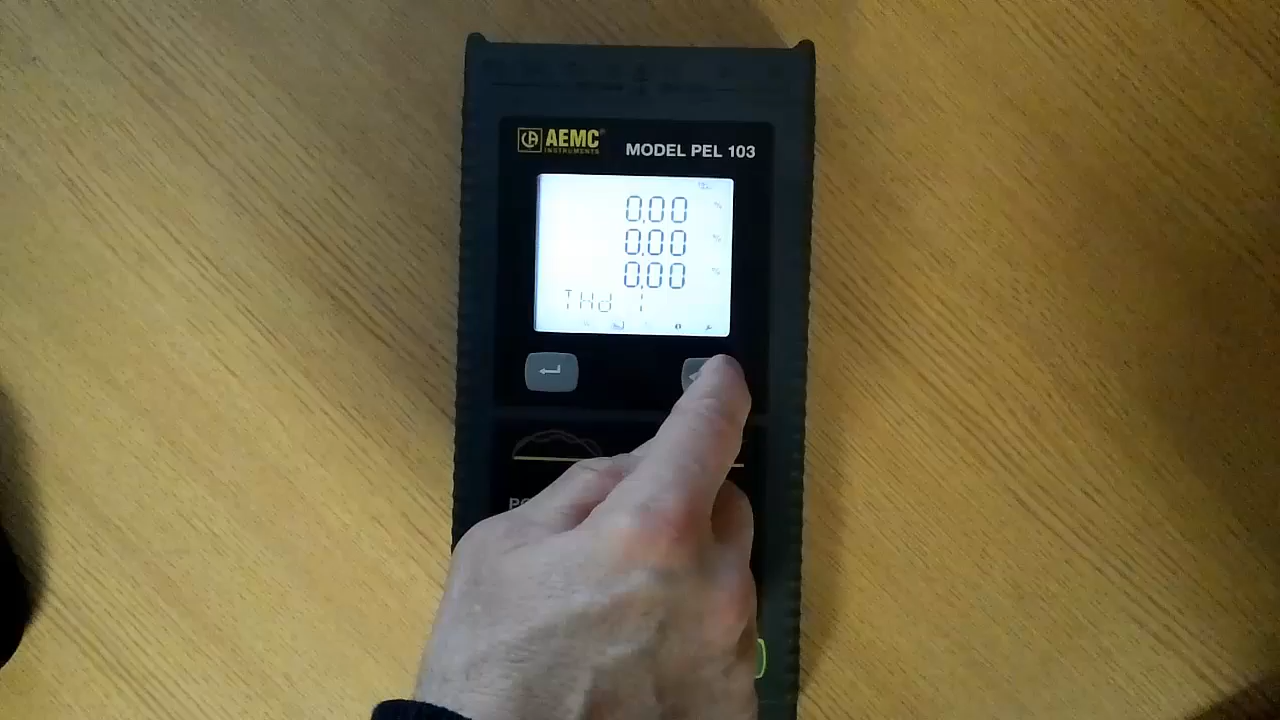 AEMC®
INSTRUMENTS
MODEL PEL 103
0.00 %
0.00 %
0.00 %
THd I